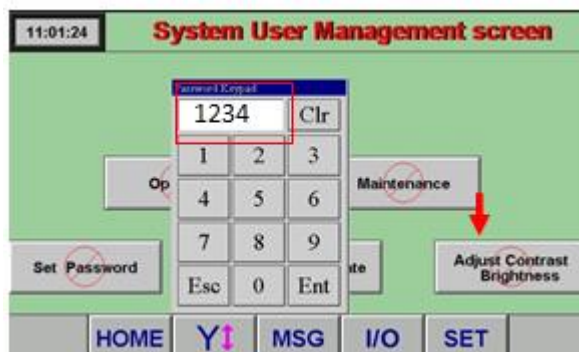 11:01:24
System User Management screen
Password Keypad
1234
Clr
1 2 3
Op
Maintenance
4 5 6
7 8 9
Set Password
Adjust Contrast
Brightness
Esc 0 Ent
HOME Y MSG I/O SET